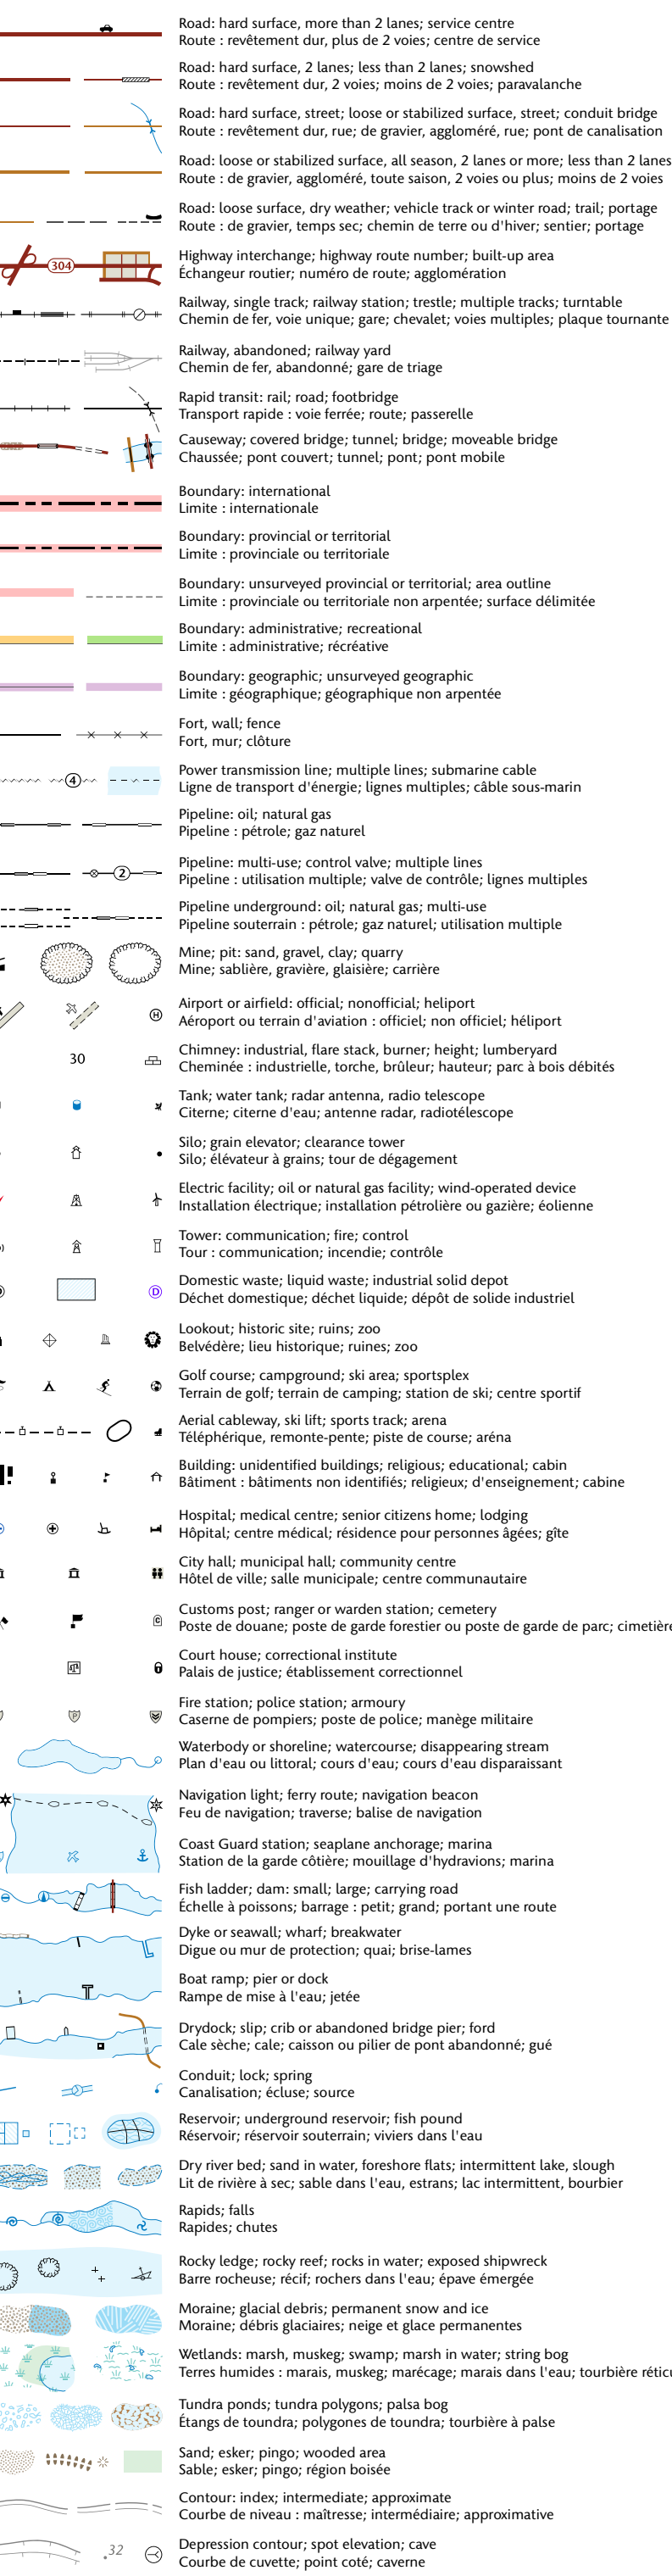 Road: hard surface, more than 2 lanes; service centre
Route : revêtement dur, plus de 2 voies; centre de service
Road: hard surface, 2 lanes; less than 2 lanes; snowshed
Route : revêtement dur, 2 voies; moins de 2 voies; paravalanche
Road: hard surface, street; loose or stabilized surface, street; conduit bridge
Route : revêtement dur, rue; de gravier, aggloméré, rue; pont de canalisation
Road: loose or stabilized surface, all season, 2 lanes or more; less than 2 lanes
Route : de gravier, aggloméré, toute saison, 2 voies ou plus; moins de 2 voies
Road: loose surface, dry weather; vehicle track or winter road; trail; portage
Route : de gravier, temps sec; chemin de terre ou d'hiver; sentier; portage
304
Highway interchange; highway route number; built-up area
Échangeur routier; numéro de route; agglomération
Railway, single track; railway station; trestle; multiple tracks; turntable
Chemin de fer, voie unique; gare; chevalet; voies multiples; plaque tournante
Railway, abandoned; railway yard
Chemin de fer, abandonné; gare de triage
Rapid transit: rail; road; footbridge
Transport rapide : voie ferrée; route; passerelle
Causeway; covered bridge; tunnel; bridge; moveable bridge
Chaussée; pont couvert; tunnel; pont; pont mobile
Boundary: international
Limite : internationale
Boundary: provincial or territorial
Limite : provinciale ou territoriale
Boundary: unsurveyed provincial or territorial; area outline
Limite : provinciale ou territoriale non arpentée; surface délimitée
Boundary: administrative; recreational
Limite : administrative; récréative
Boundary: geographic; unsurveyed geographic
Limite : géographique; géographique non arpentée
Fort, wall; fence
Fort, mur; clôture
4
Power transmission line; multiple lines; submarine cable
Ligne de transport d'énergie; lignes multiples; câble sous-marin
Pipeline: oil; natural gas
Pipeline : pétrole; gaz naturel
2
Pipeline: multi-use; control valve; multiple lines
Pipeline : utilisation multiple; valve de contrôle; lignes multiples
Pipeline underground: oil; natural gas; multi-use
Pipeline souterrain : pétrole; gaz naturel; utilisation multiple
Mine; pit: sand, gravel, clay; quarry
Mine; sablière, gravière, glaisière; carrière
H
Airport or airfield: official; nonofficial; heliport
Aéroport ou terrain d'aviation : officiel; non officiel; héliport
30
Chimney: industrial, flare stack, burner; height; lumberyard
Cheminée : industrielle, torche, brûleur; hauteur; parc à bois débités
Tank; water tank; radar antenna, radio telescope
Citerne; citerne d'eau; antenne radar, radiotélescope
Silo; grain elevator; clearance tower
Silo; élévateur à grains; tour de dégagement
Electric facility; oil or natural gas facility; wind-operated device
Installation électrique; installation pétrolière ou gazière; éolienne
Tower: communication; fire; control
Tour : communication; incendie; contrôle
D
Domestic waste; liquid waste; industrial solid depot
Déchet domestique; déchet liquide; dépôt de solide industriel
Lookout; historic site; ruins; zoo
Belvédère; lieu historique; ruines; zoo
Golf course; campground; ski area; sportsplex
Terrain de golf; terrain de camping; station de ski; centre sportif
Aerial cableway, ski lift; sports track; arena
Téléphérique, remonte-pente; piste de course; aréna
Building: unidentified buildings; religious; educational; cabin
Bâtiment : bâtiments non identifiés; religieux; d'enseignement; cabine
Hospital; medical centre; senior citizens home; lodging
Hôpital; centre médical; résidence pour personnes âgées; gîte
City hall; municipal hall; community centre
Hôtel de ville; salle municipale; centre communautaire
C
Customs post; ranger or warden station; cemetery
Poste de douane; poste de garde forestier ou poste de garde de parc; cimetière
Court house; correctional institute
Palais de justice; établissement correctionnel
P
Fire station; police station; armoury
Caserne de pompiers; poste de police; manège militaire
Waterbody or shoreline; watercourse; disappearing stream
Plan d'eau ou littoral; cours d'eau; cours d'eau disparaissant
Navigation light; ferry route; navigation beacon
Feu de navigation; traverse; balise de navigation
Coast Guard station; seaplane anchorage; marina
Station de la garde côtière; mouillage d'hydravions; marina
Fish ladder; dam: small; large; carrying road
Échelle à poissons; barrage : petit; grand; portant une route
Dyke or seawall; wharf; breakwater
Digue ou mur de protection; quai; brise-lames
Boat ramp; pier or dock
Rampe de mise à l'eau; jetée
Drydock; slip; crib or abandoned bridge pier; ford
Cale sèche; cale; caisson ou pilier de pont abandonné; gué
Conduit; lock; spring
Canalisation; écluse; source
Reservoir; underground reservoir; fish pound
Réservoir; réservoir souterrain; viviers dans l'eau
Dry river bed; sand in water, foreshore flats; intermittent lake, slough
Lit de rivière à sec; sable dans l'eau, estrans; lac intermittent, bourbier
Rapids; falls
Rapides; chutes
Rocky ledge; rocky reef; rocks in water; exposed shipwreck
Barre rocheuse; récif; rochers dans l'eau; épave émergée
Moraine; glacial debris; permanent snow and ice
Moraine; débris glaciaires; neige et glace permanentes
Wetlands: marsh, muskeg; swamp; marsh in water; string bog
Terres humides : marais, muskeg; marécage; marais dans l'eau; tourbière
Tundra ponds; tundra polygons; palsa bog
Étangs de toundra; polygones de toundra; tourbière à palse
Sand; esker; pingo; wooded area
Sable; esker; pingo; région boisée
Contour: index; intermediate; approximate
Courbe de niveau : maîtresse; intermédiaire; approximative
.32
Depression contour; spot elevation; cave
Courbe de cuvette; point coté; caverne